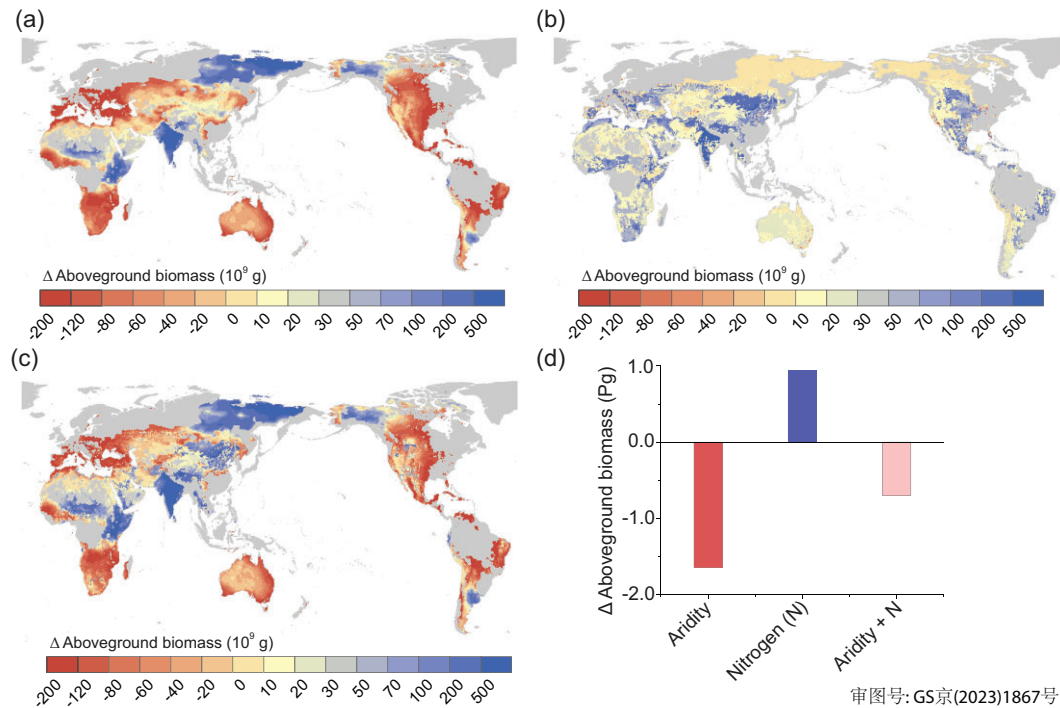 (a)
Δ Aboveground biomass (10⁹ g)
-200 -120 -80 -60 -40 -20 0 10 20 30 50 70 100 200 500
(b)
Δ Aboveground biomass (10⁹ g)
-200 -120 -80 -60 -40 -20 0 10 20 30 50 70 100 200 500
(c)
Δ Aboveground biomass (10⁹ g)
-200 -120 -80 -60 -40 -20 0 10 20 30 50 70 100 200 500
(d)
Δ Aboveground biomass (Pg)
1.0
0.0
-1.0
-2.0
Aridity
Nitrogen (N)
Aridity + N
审图号: GS京(2023)1867号